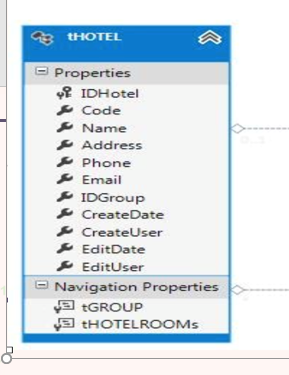 tHOTEL
Properties
IDHotel
Code
Name
Address
Phone
Email
IDGroup
CreateDate
CreateUser
EditDate
EditUser
Navigation Properties
tGROUP
tHOTELROOMs